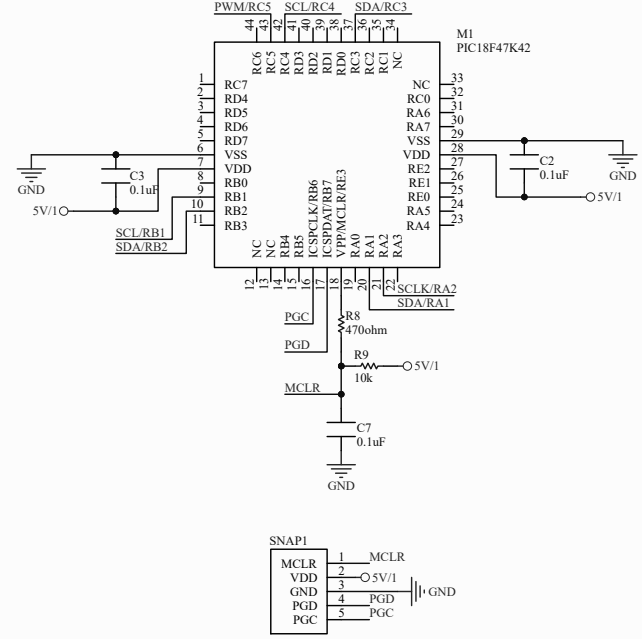 PWM/RC5 SCL/RC4 SDA/RC3
44 43 42 41 40 39 38 37 36 35 34
M1
PIC18F47K42
RC6 RC5 RC4 RD3 RD2 RD1 RD0 RC3 RC2 RC1 NC
1 RC7 NC 33
2 RD4 RC0 32
3 RD5 RA6 31
4 RD6 RA7 30
5 RD7 VSS 29
6 VSS VDD 28
7 VDD RE2 27
8 RB0 RE1 26
9 RB1 RE0 25
10 RB2 RA5 24
11 RB3 RA4 23
GND
C3
0.1uF
5V/1
SCL/RB1
SDA/RB2
C2
0.1uF
GND
5V/1
NC NC RB4 RB5 ICSPCLK/RB6 ICSPDAT/RB7 VPP/MCLR/RE3 RA0 RA1 RA2 RA3
12 13 14 15 16 17 18 19 20 21 22
SCLK/RA2
SDA/RA1
PGC
R8
470ohm
PGD
R9
10k
5V/1
MCLR
C7
0.1uF
GND
SNAP1
MCLR 1 MCLR
VDD 2 5V/1
GND 3 GND
PGD 4 PGD
PGC 5 PGC